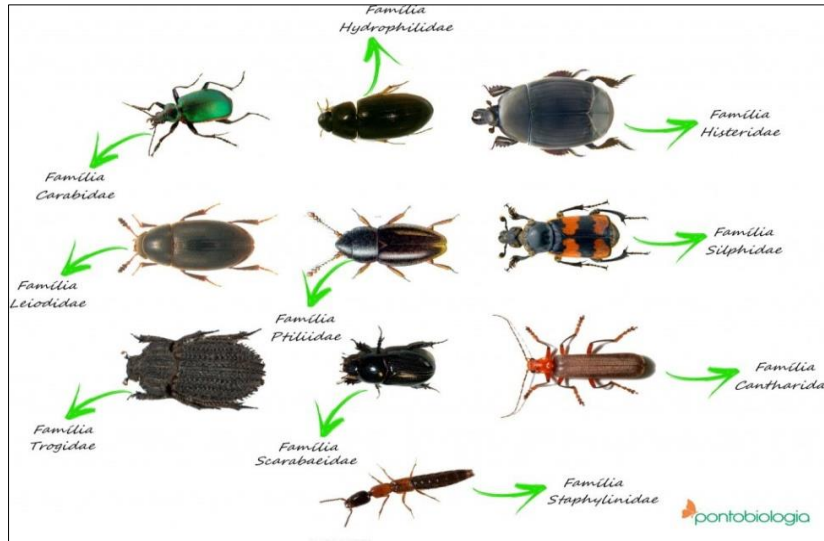 Família
Hydrophilidae
Família
Histeridae
Família
Carabidae
Família
Silphidae
Família
Leiodidae
Família
Ptiliidae
Família
Cantharida
Família
Trogidae
Família
Scarabaeidae
Família
Staphylinidae
pontobiologia